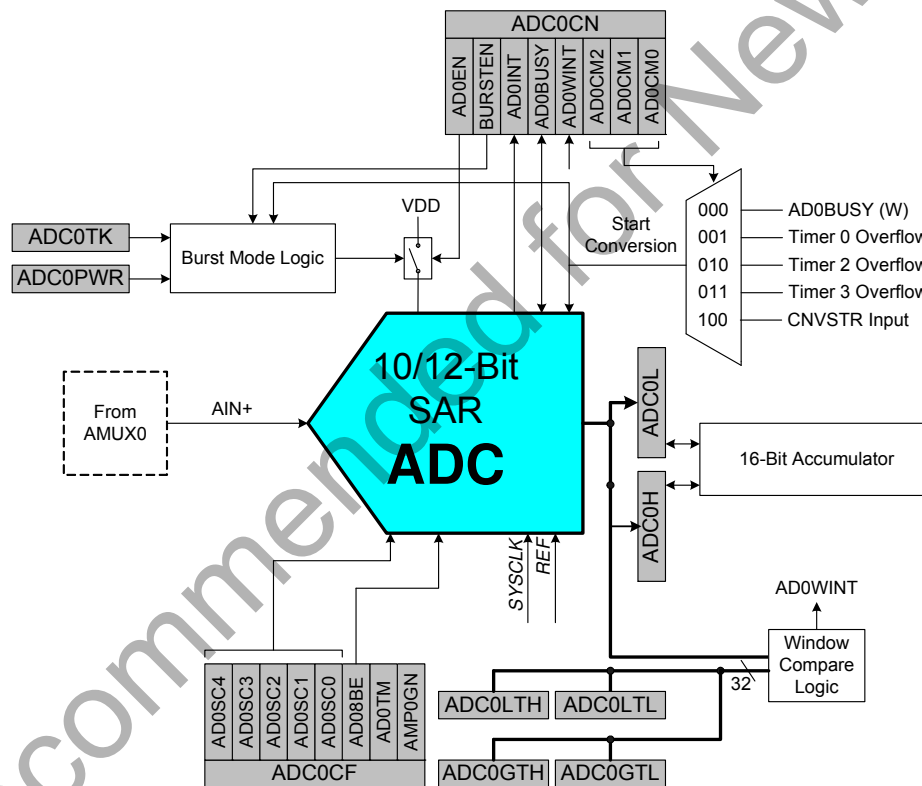 ADC0CN
AD0EN
BURSTEN
AD0INT
AD0BUSY
AD0WINT
AD0CM2
AD0CM1
AD0CM0
VDD
Start
Conversion
000
AD0BUSY (W)
001
Timer 0 Overflow
010
Timer 2 Overflow
011
Timer 3 Overflow
100
CNVSTR Input
ADC0TK
ADC0PWR
Burst Mode Logic
From
AMUX0
AIN+
10/12-Bit
SAR
ADC
ADC0L
ADC0H
16-Bit Accumulator
SYSCLK
REF
AD0WINT
Window
Compare
Logic
32
AD0SC4
AD0SC3
AD0SC2
AD0SC1
AD0SC0
AD08BE
AD0TM
AMP0GN
ADC0CF
ADC0LTH
ADC0LTL
ADC0GTH
ADC0GTL
commended for New